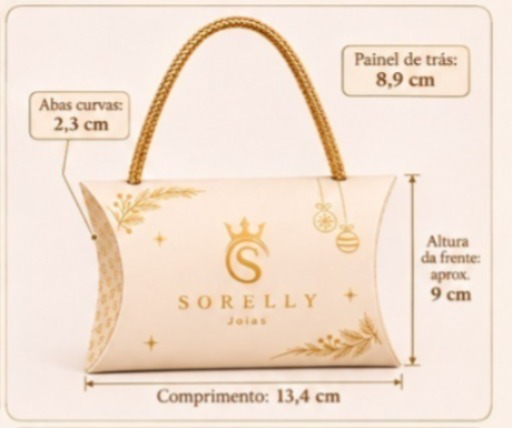 Painel de trás:
8,9 cm
Abas curvas:
2,3 cm
S
SORELLY
Joias
Altura
da frente:
aprox.
9 cm
Comprimento: 13,4 cm